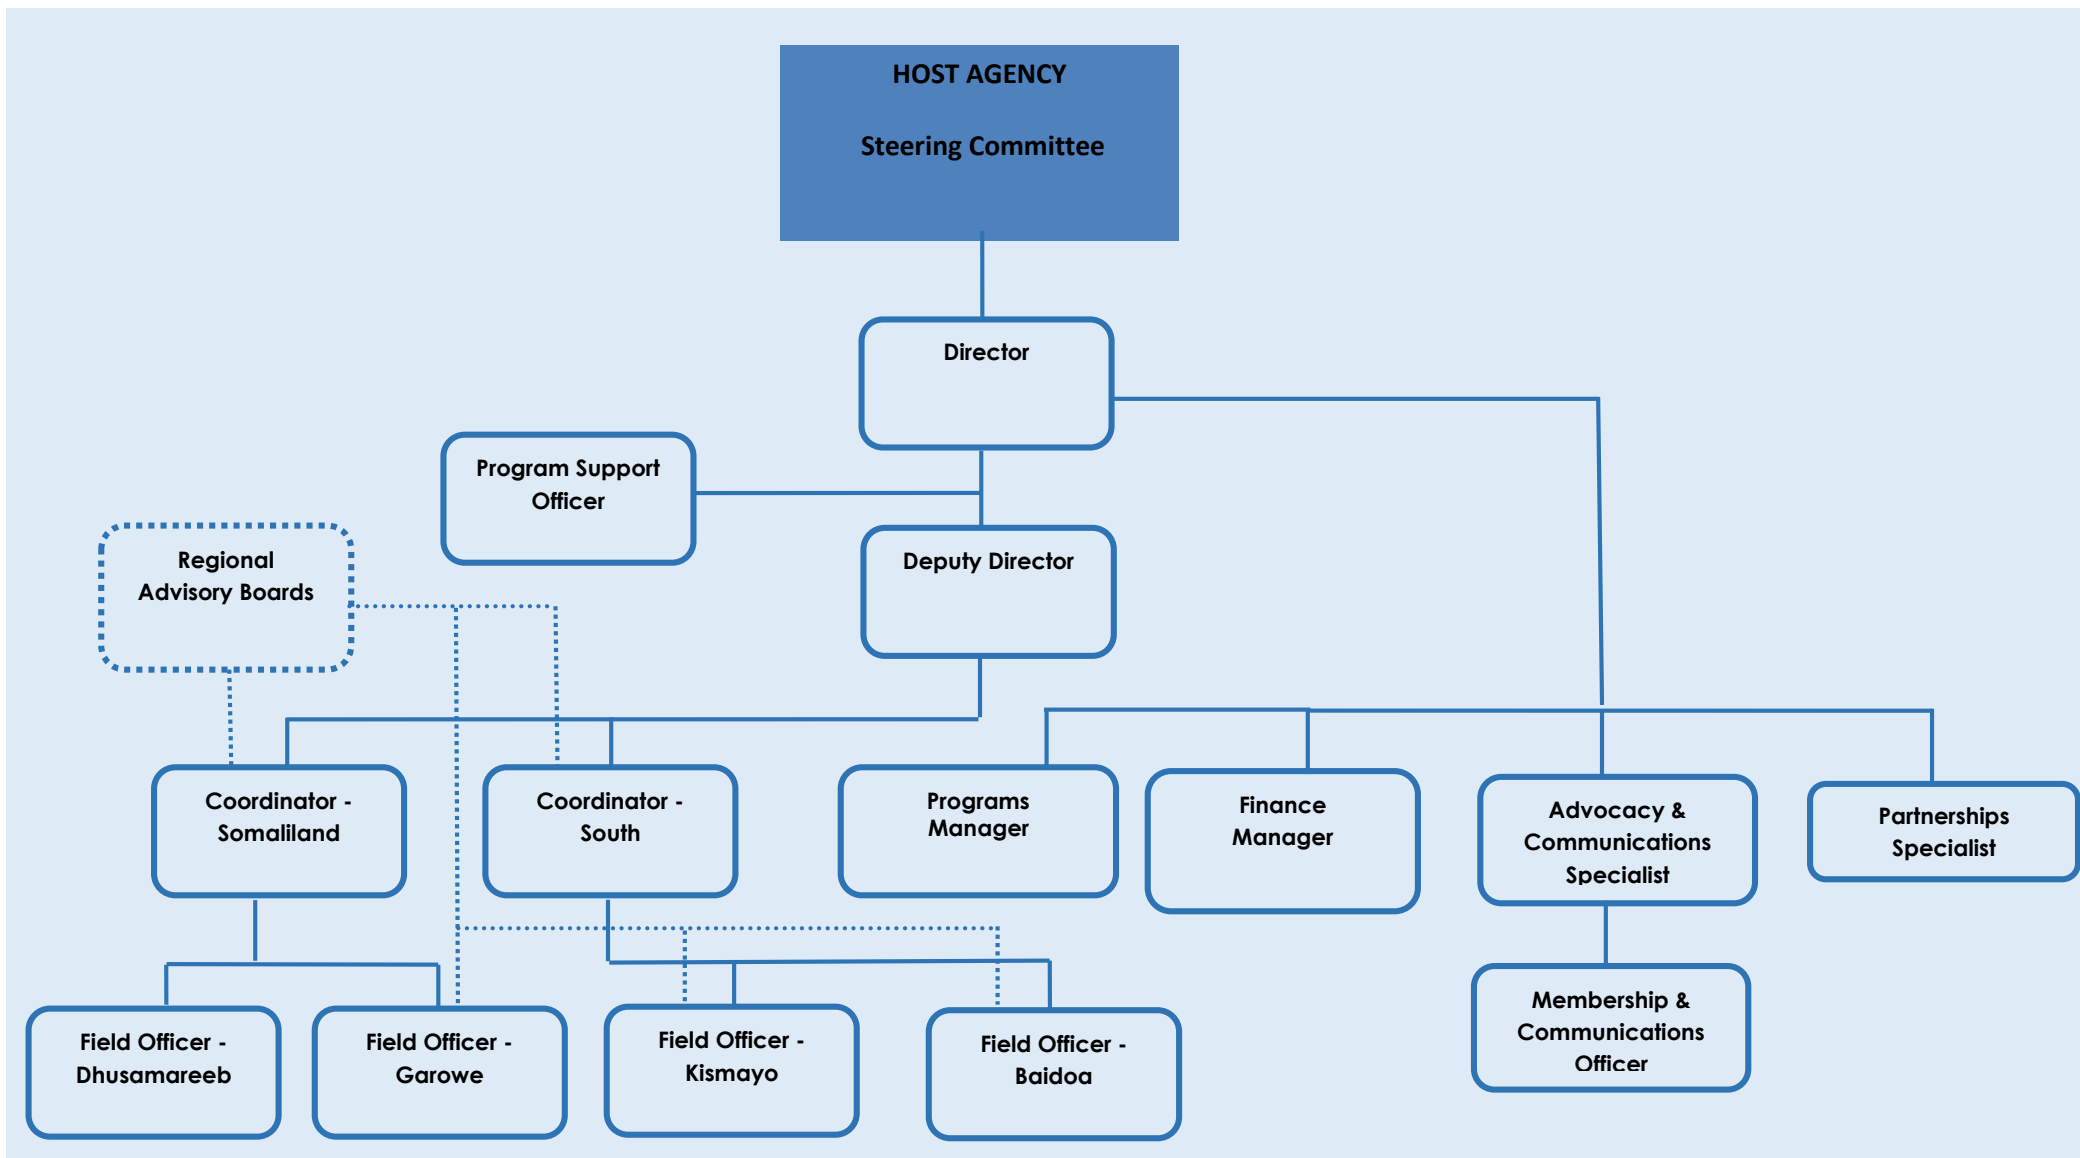 HOST AGENCY
Steering Committee
Director
Program Support
Officer
Regional
Advisory Boards
Deputy Director
Coordinator -
Somaliland
Coordinator -
South
Programs
Manager
Finance
Manager
Advocacy &
Communications
Specialist
Partnerships
Specialist
Field Officer -
Dhusamareeb
Field Officer -
Garowe
Field Officer -
Kismayo
Field Officer -
Baidoa
Membership &
Communications
Officer